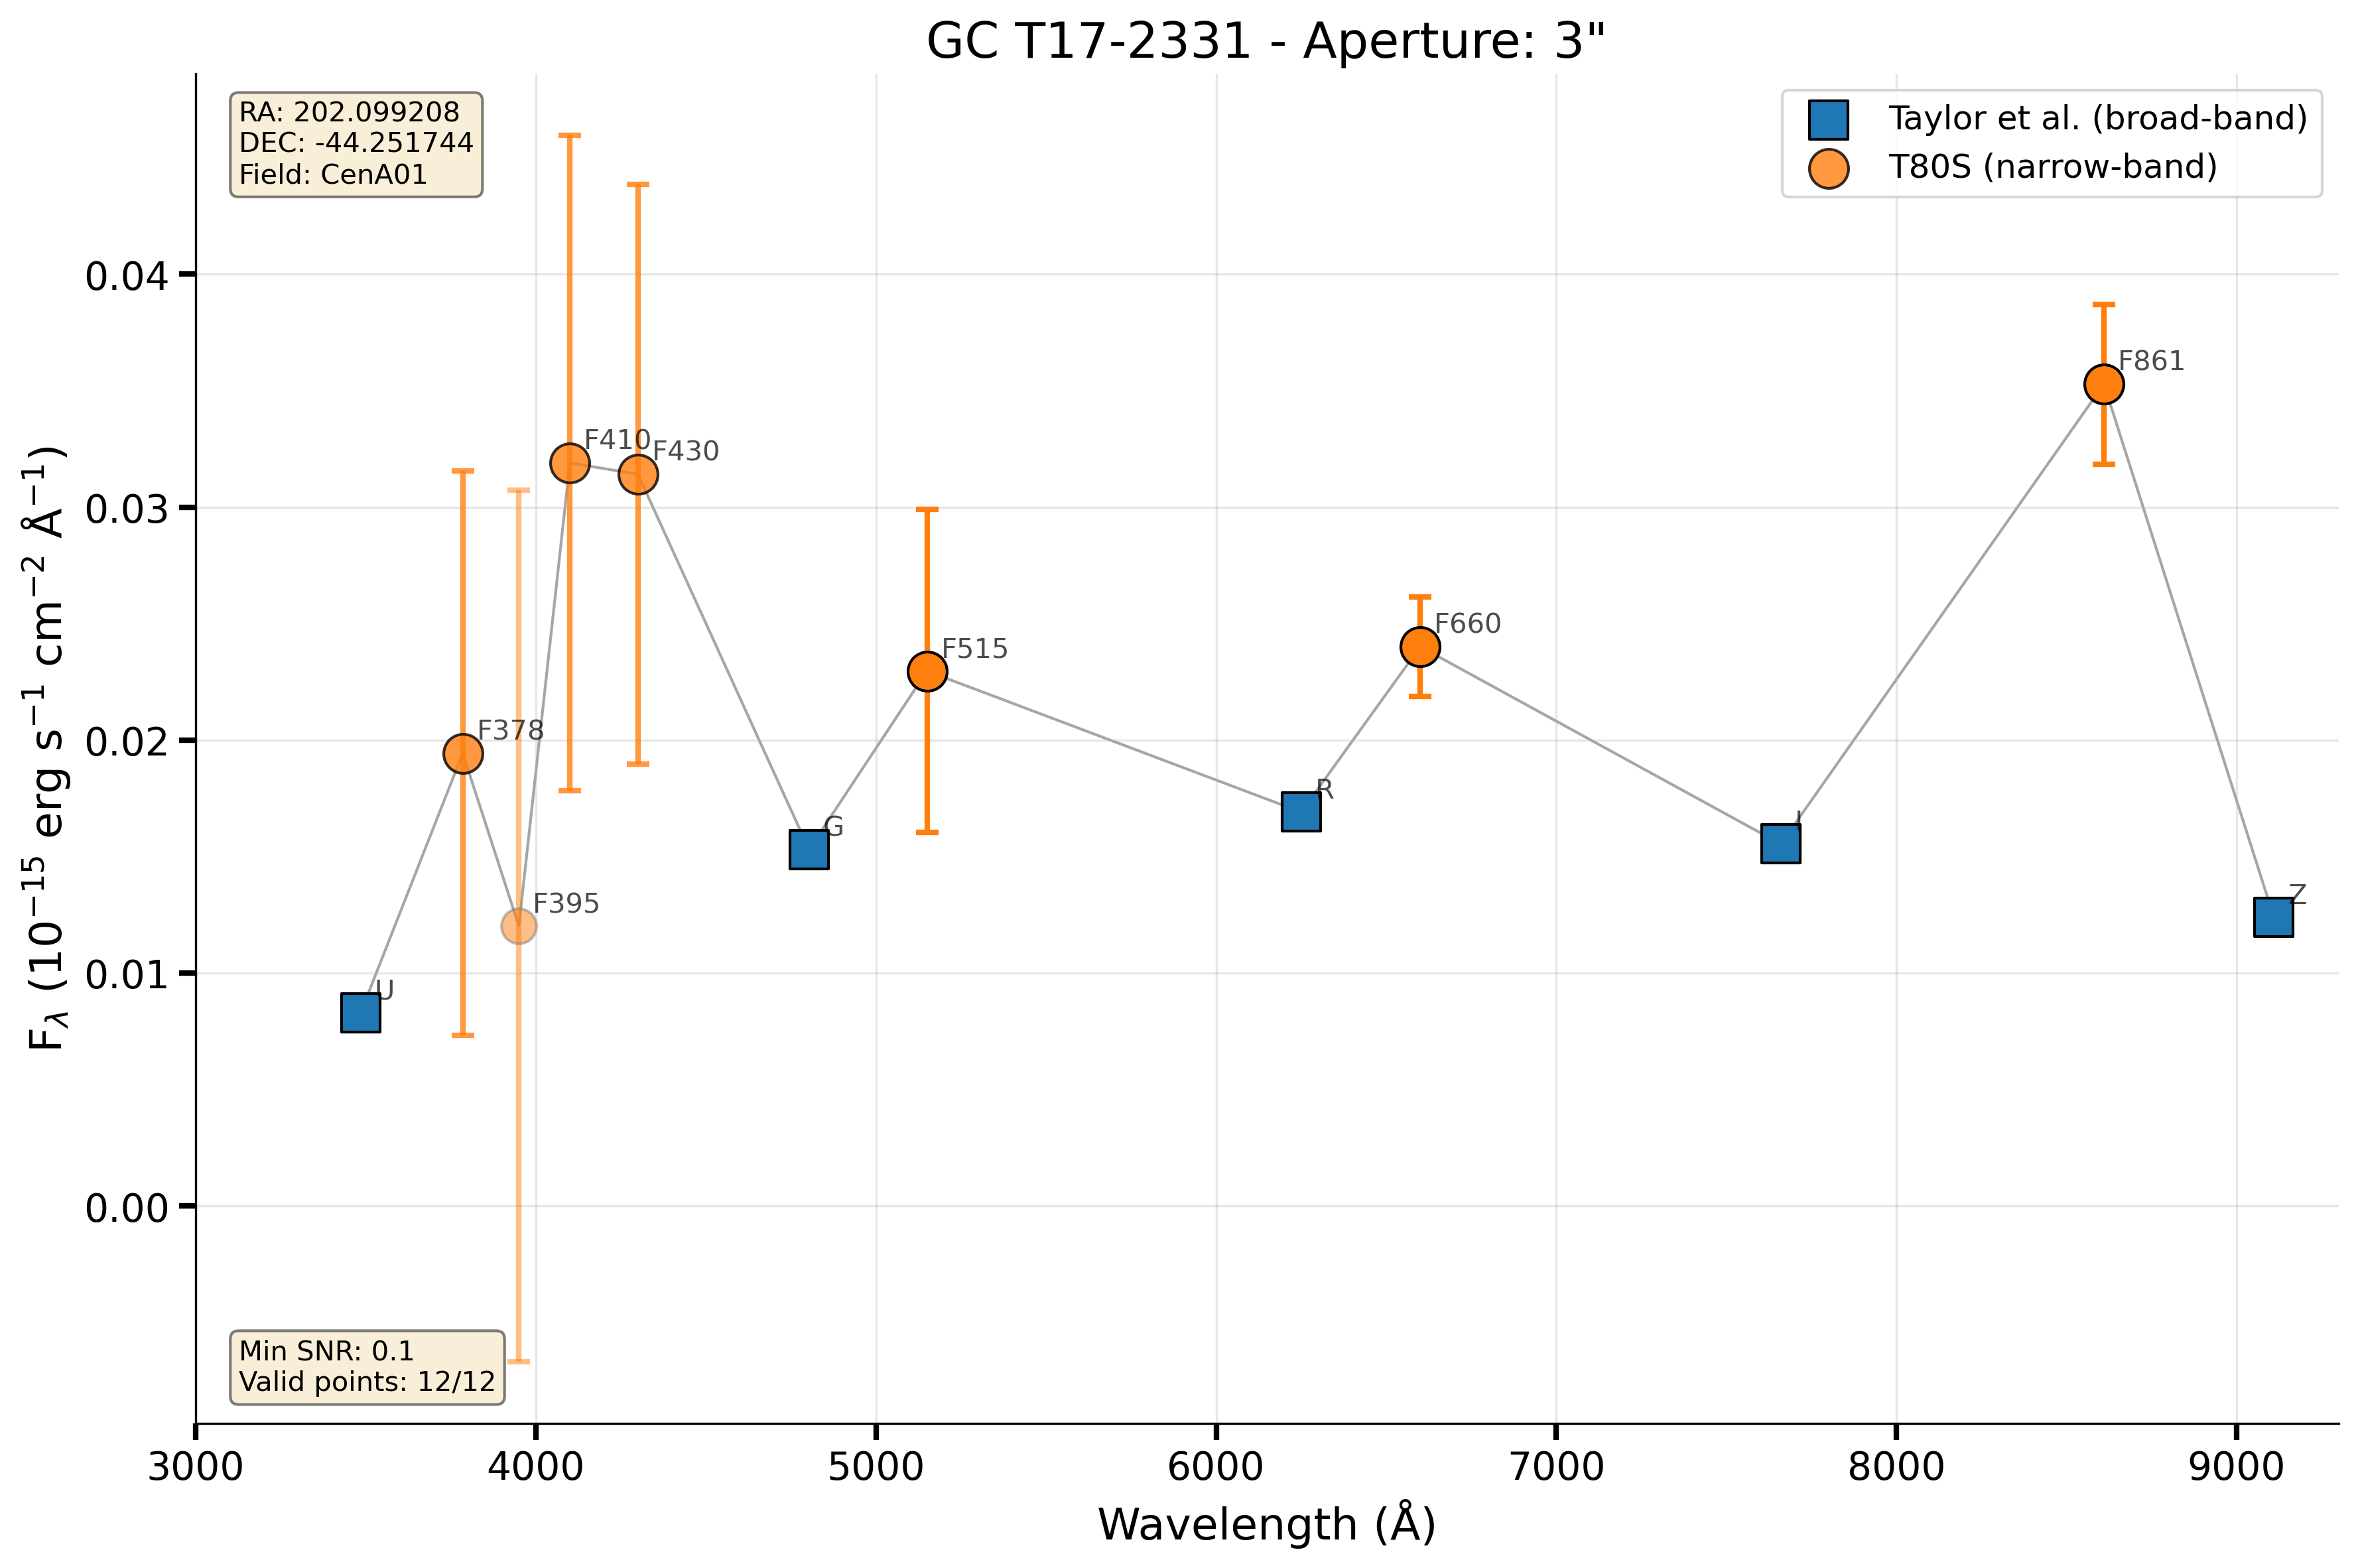 GC T17-2331 - Aperture: 3"
RA: 202.099208
DEC: -44.251744
Field: CenA01
Taylor et al. (broad-band)
T80S (narrow-band)
F410
F430
F861
F515
F660
F378
R
G
I
F395
Z
U
0.04
0.03
0.02
0.01
0.00
F_λ (10⁻¹⁵ erg s⁻¹ cm⁻² Å⁻¹)
Min SNR: 0.1
Valid points: 12/12
3000 4000 5000 6000 7000 8000 9000
Wavelength (Å)